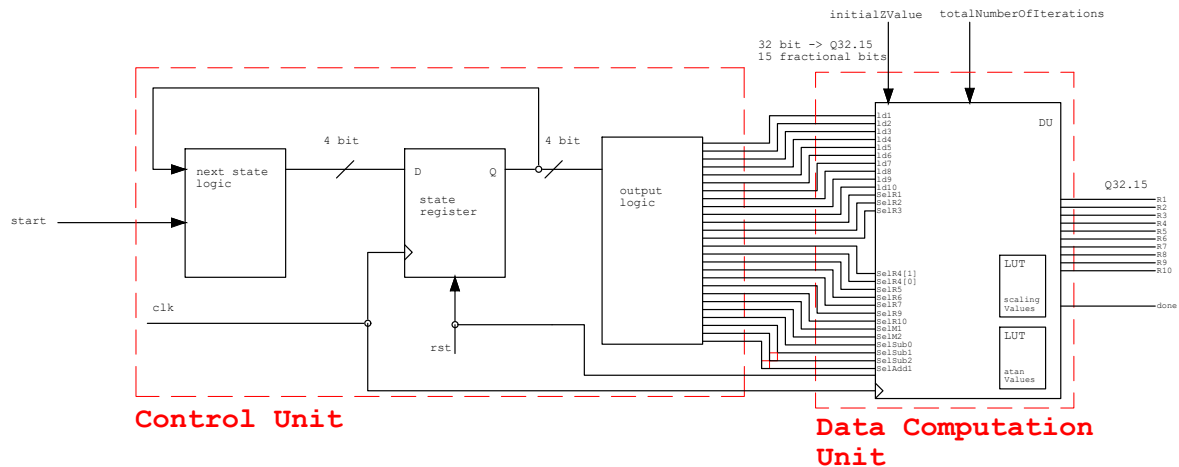 initialZValue
totalNumberOfIterations
32 bit -> Q32.15
15 fractional bits
DU
ld1
ld2
ld3
ld4
ld5
ld6
ld7
ld8
ld9
ld10
SelR1
SelR2
SelR3
SelR4[1]
SelR4[0]
SelR5
SelR6
SelR7
SelR9
SelR10
SelM1
SelM2
SelSub0
SelSub1
SelSub2
SelAdd1
4 bit
4 bit
next state
logic
D
Q
state
register
output
logic
start
clk
rst
Q32.15
R1
R2
R3
R4
R5
R6
R7
R8
R9
R10
done
LUT
scaling
Values
LUT
atan
Values
Control Unit
Data Computation
Unit